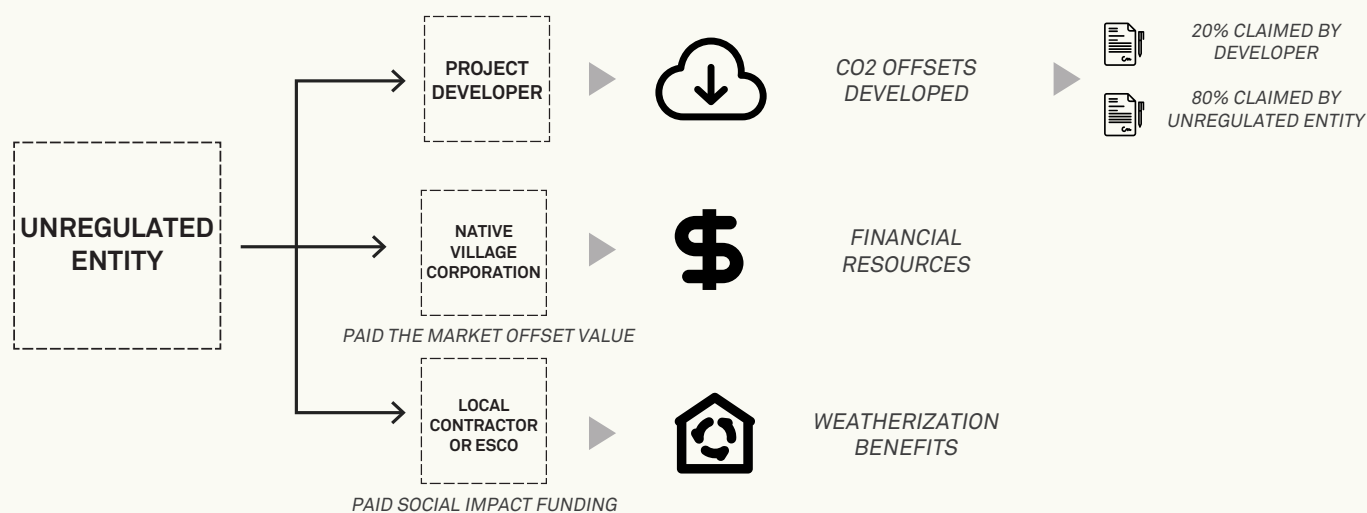 PROJECT
DEVELOPER
CO2 OFFSETS
DEVELOPED
20% CLAIMED BY
DEVELOPER
80% CLAIMED BY
UNREGULATED ENTITY
UNREGULATED
ENTITY
NATIVE
VILLAGE
CORPORATION
FINANCIAL
RESOURCES
PAID THE MARKET OFFSET VALUE
LOCAL
CONTRACTOR
OR ESCO
WEATHERIZATION
BENEFITS
PAID SOCIAL IMPACT FUNDING